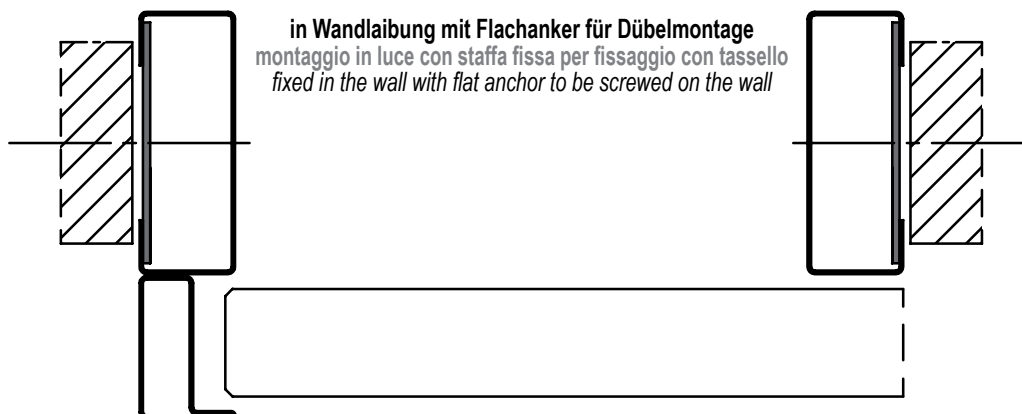 in Wandlaibung mit Flachanker für Dübelmontage
montaggio in luce con staffa fissa per fissaggio con tassello
fixed in the wall with flat anchor to be screwed on the wall